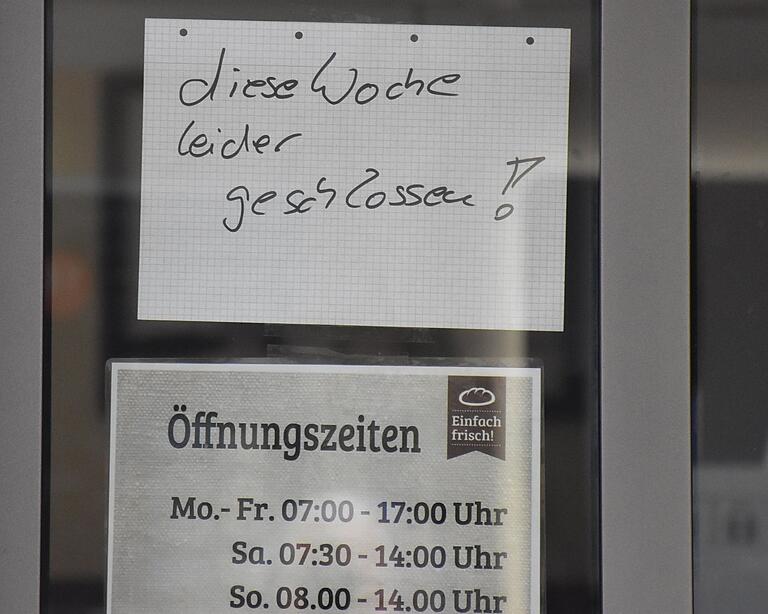 diese Woche
leider
geschlossen!
Öffnungszeiten
Einfach
frisch!
Mo.- Fr. 07:00 - 17:00 Uhr
Sa. 07:30 - 14:00 Uhr
So. 08.00 - 14.00 Uhr